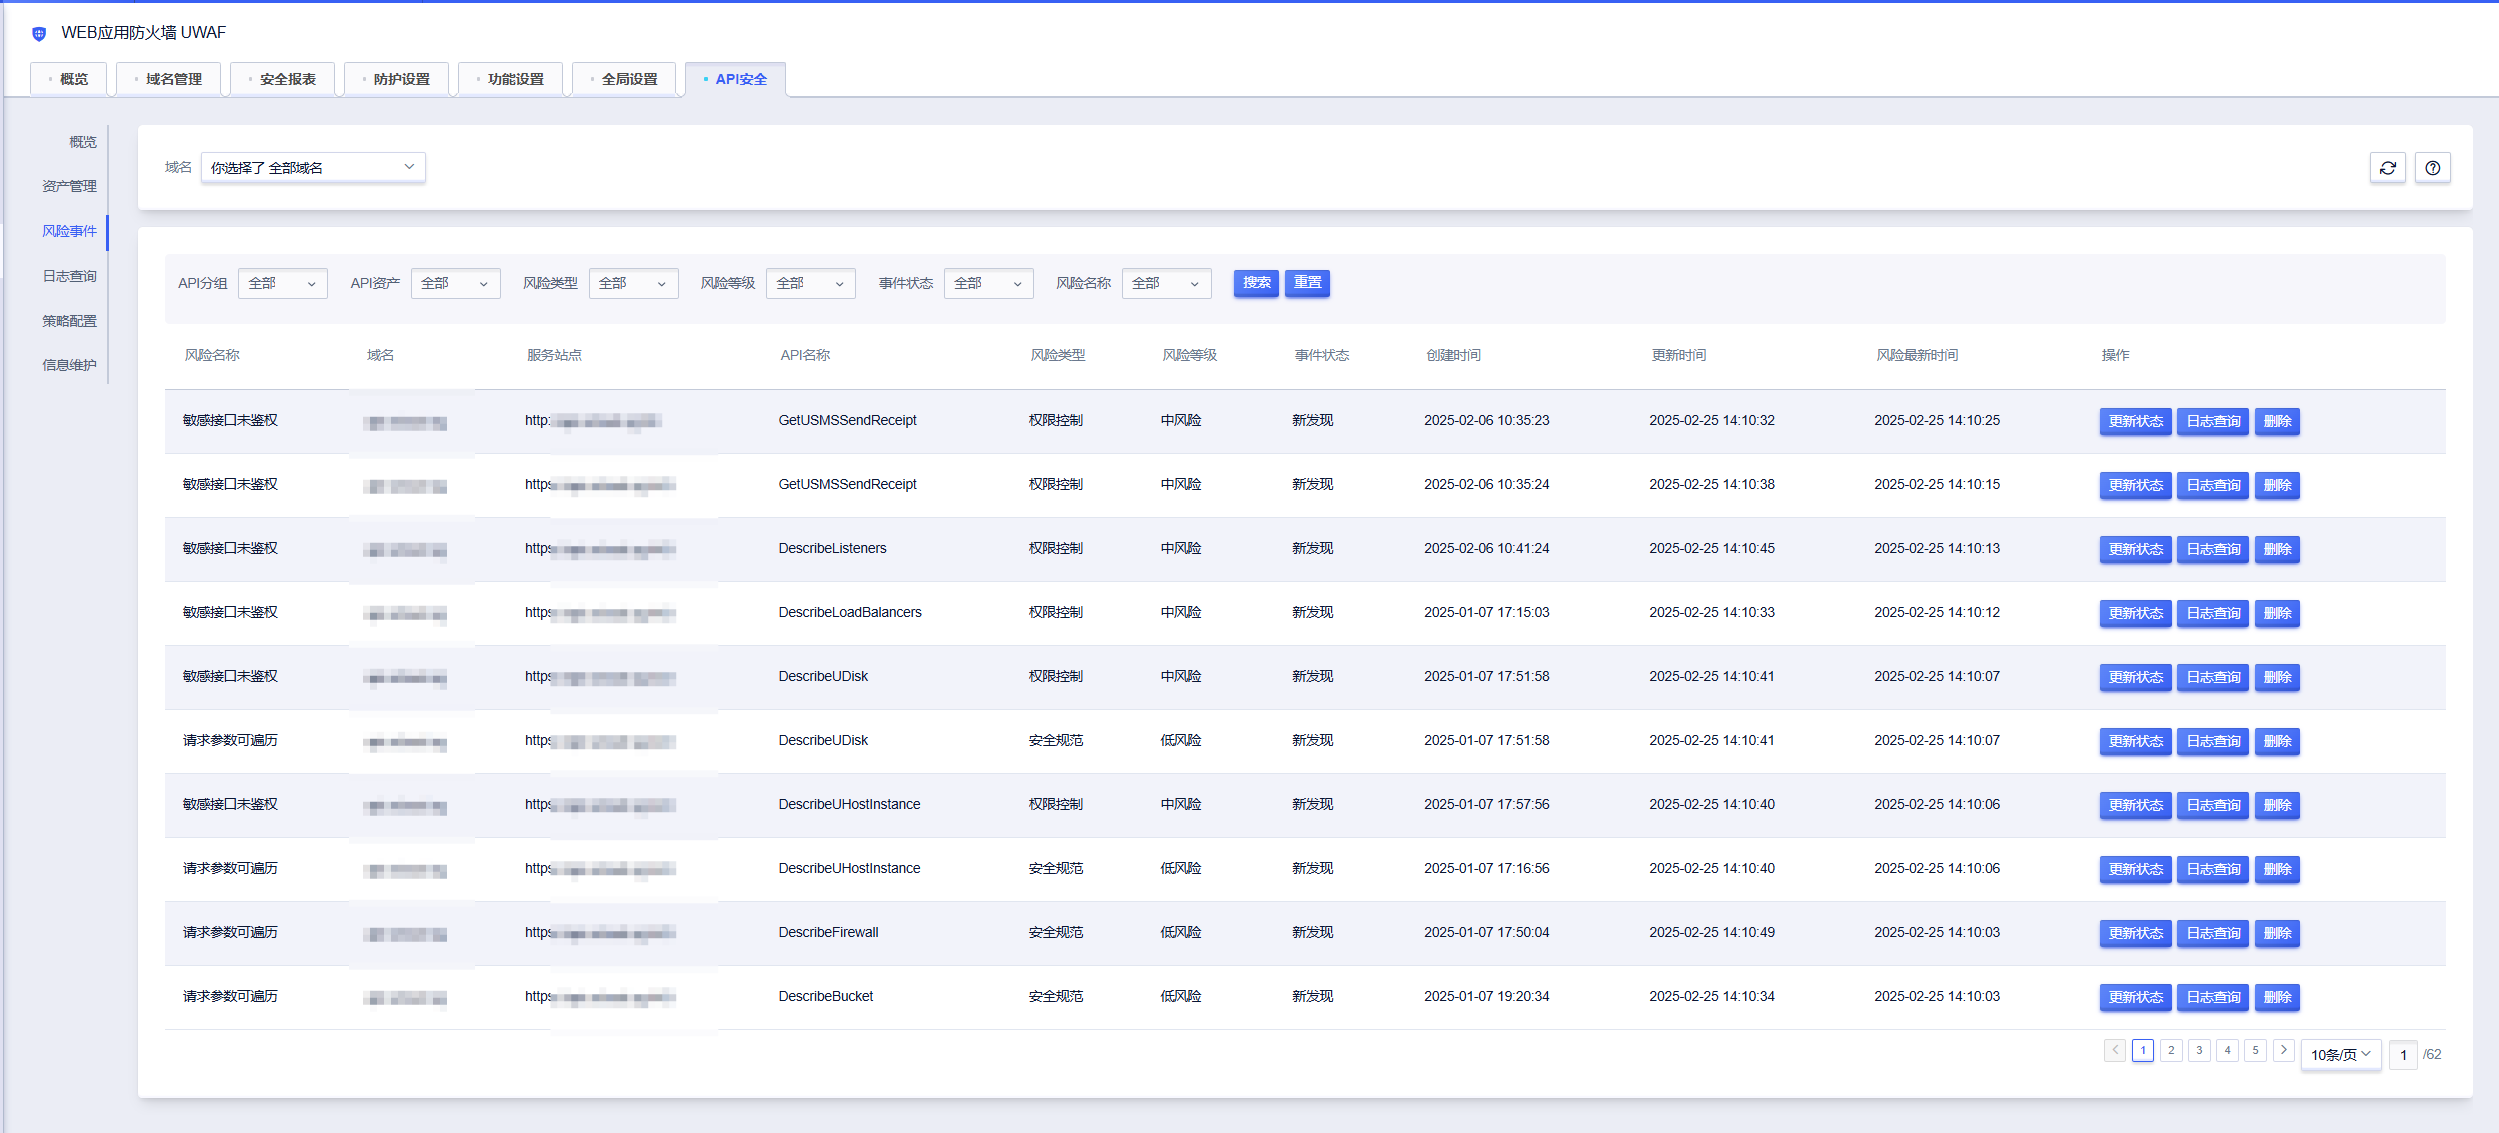 WEB应用防火墙 UWAF
概览 域名管理 安全报表 防护设置 功能设置 全局设置 API安全
概览
资产管理
风险事件
日志查询
策略配置
信息维护
域名 你选择了 全部域名
API分组 全部 API资产 全部 风险类型 全部 风险等级 全部 事件状态 全部 风险名称 全部 搜索 重置
风险名称 域名 服务站点 API名称 风险类型 风险等级 事件状态 创建时间 更新时间 风险最新时间 操作
敏感接口未鉴权 http: GetUSMSSendReceipt 权限控制 中风险 新发现 2025-02-06 10:35:23 2025-02-25 14:10:32 2025-02-25 14:10:25 更新状态 日志查询 删除
敏感接口未鉴权 https GetUSMSSendReceipt 权限控制 中风险 新发现 2025-02-06 10:35:24 2025-02-25 14:10:38 2025-02-25 14:10:15 更新状态 日志查询 删除
敏感接口未鉴权 https DescribeListeners 权限控制 中风险 新发现 2025-02-06 10:41:24 2025-02-25 14:10:45 2025-02-25 14:10:13 更新状态 日志查询 删除
敏感接口未鉴权 https DescribeLoadBalancers 权限控制 中风险 新发现 2025-01-07 17:15:03 2025-02-25 14:10:33 2025-02-25 14:10:12 更新状态 日志查询 删除
敏感接口未鉴权 https DescribeUDisk 权限控制 中风险 新发现 2025-01-07 17:51:58 2025-02-25 14:10:41 2025-02-25 14:10:07 更新状态 日志查询 删除
请求参数可遍历 https DescribeUDisk 安全规范 低风险 新发现 2025-01-07 17:51:58 2025-02-25 14:10:41 2025-02-25 14:10:07 更新状态 日志查询 删除
敏感接口未鉴权 https DescribeUHostInstance 权限控制 中风险 新发现 2025-01-07 17:57:56 2025-02-25 14:10:40 2025-02-25 14:10:06 更新状态 日志查询 删除
请求参数可遍历 https DescribeUHostInstance 安全规范 低风险 新发现 2025-01-07 17:16:56 2025-02-25 14:10:40 2025-02-25 14:10:06 更新状态 日志查询 删除
请求参数可遍历 https DescribeFirewall 安全规范 低风险 新发现 2025-01-07 17:50:04 2025-02-25 14:10:49 2025-02-25 14:10:03 更新状态 日志查询 删除
请求参数可遍历 https DescribeBucket 安全规范 低风险 新发现 2025-01-07 19:20:34 2025-02-25 14:10:34 2025-02-25 14:10:03 更新状态 日志查询 删除
1 2 3 4 5 10条/页 1 /62